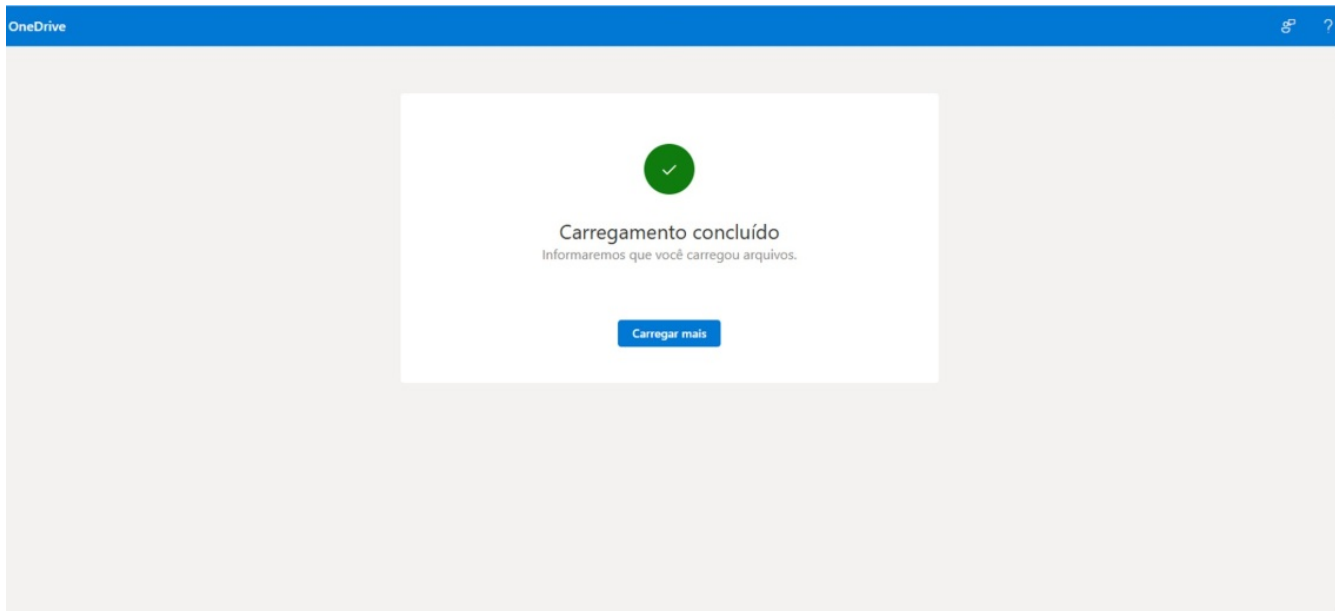 OneDrive
?
Carregamento concluído
Informaremos que você carregou arquivos.
Carregar mais